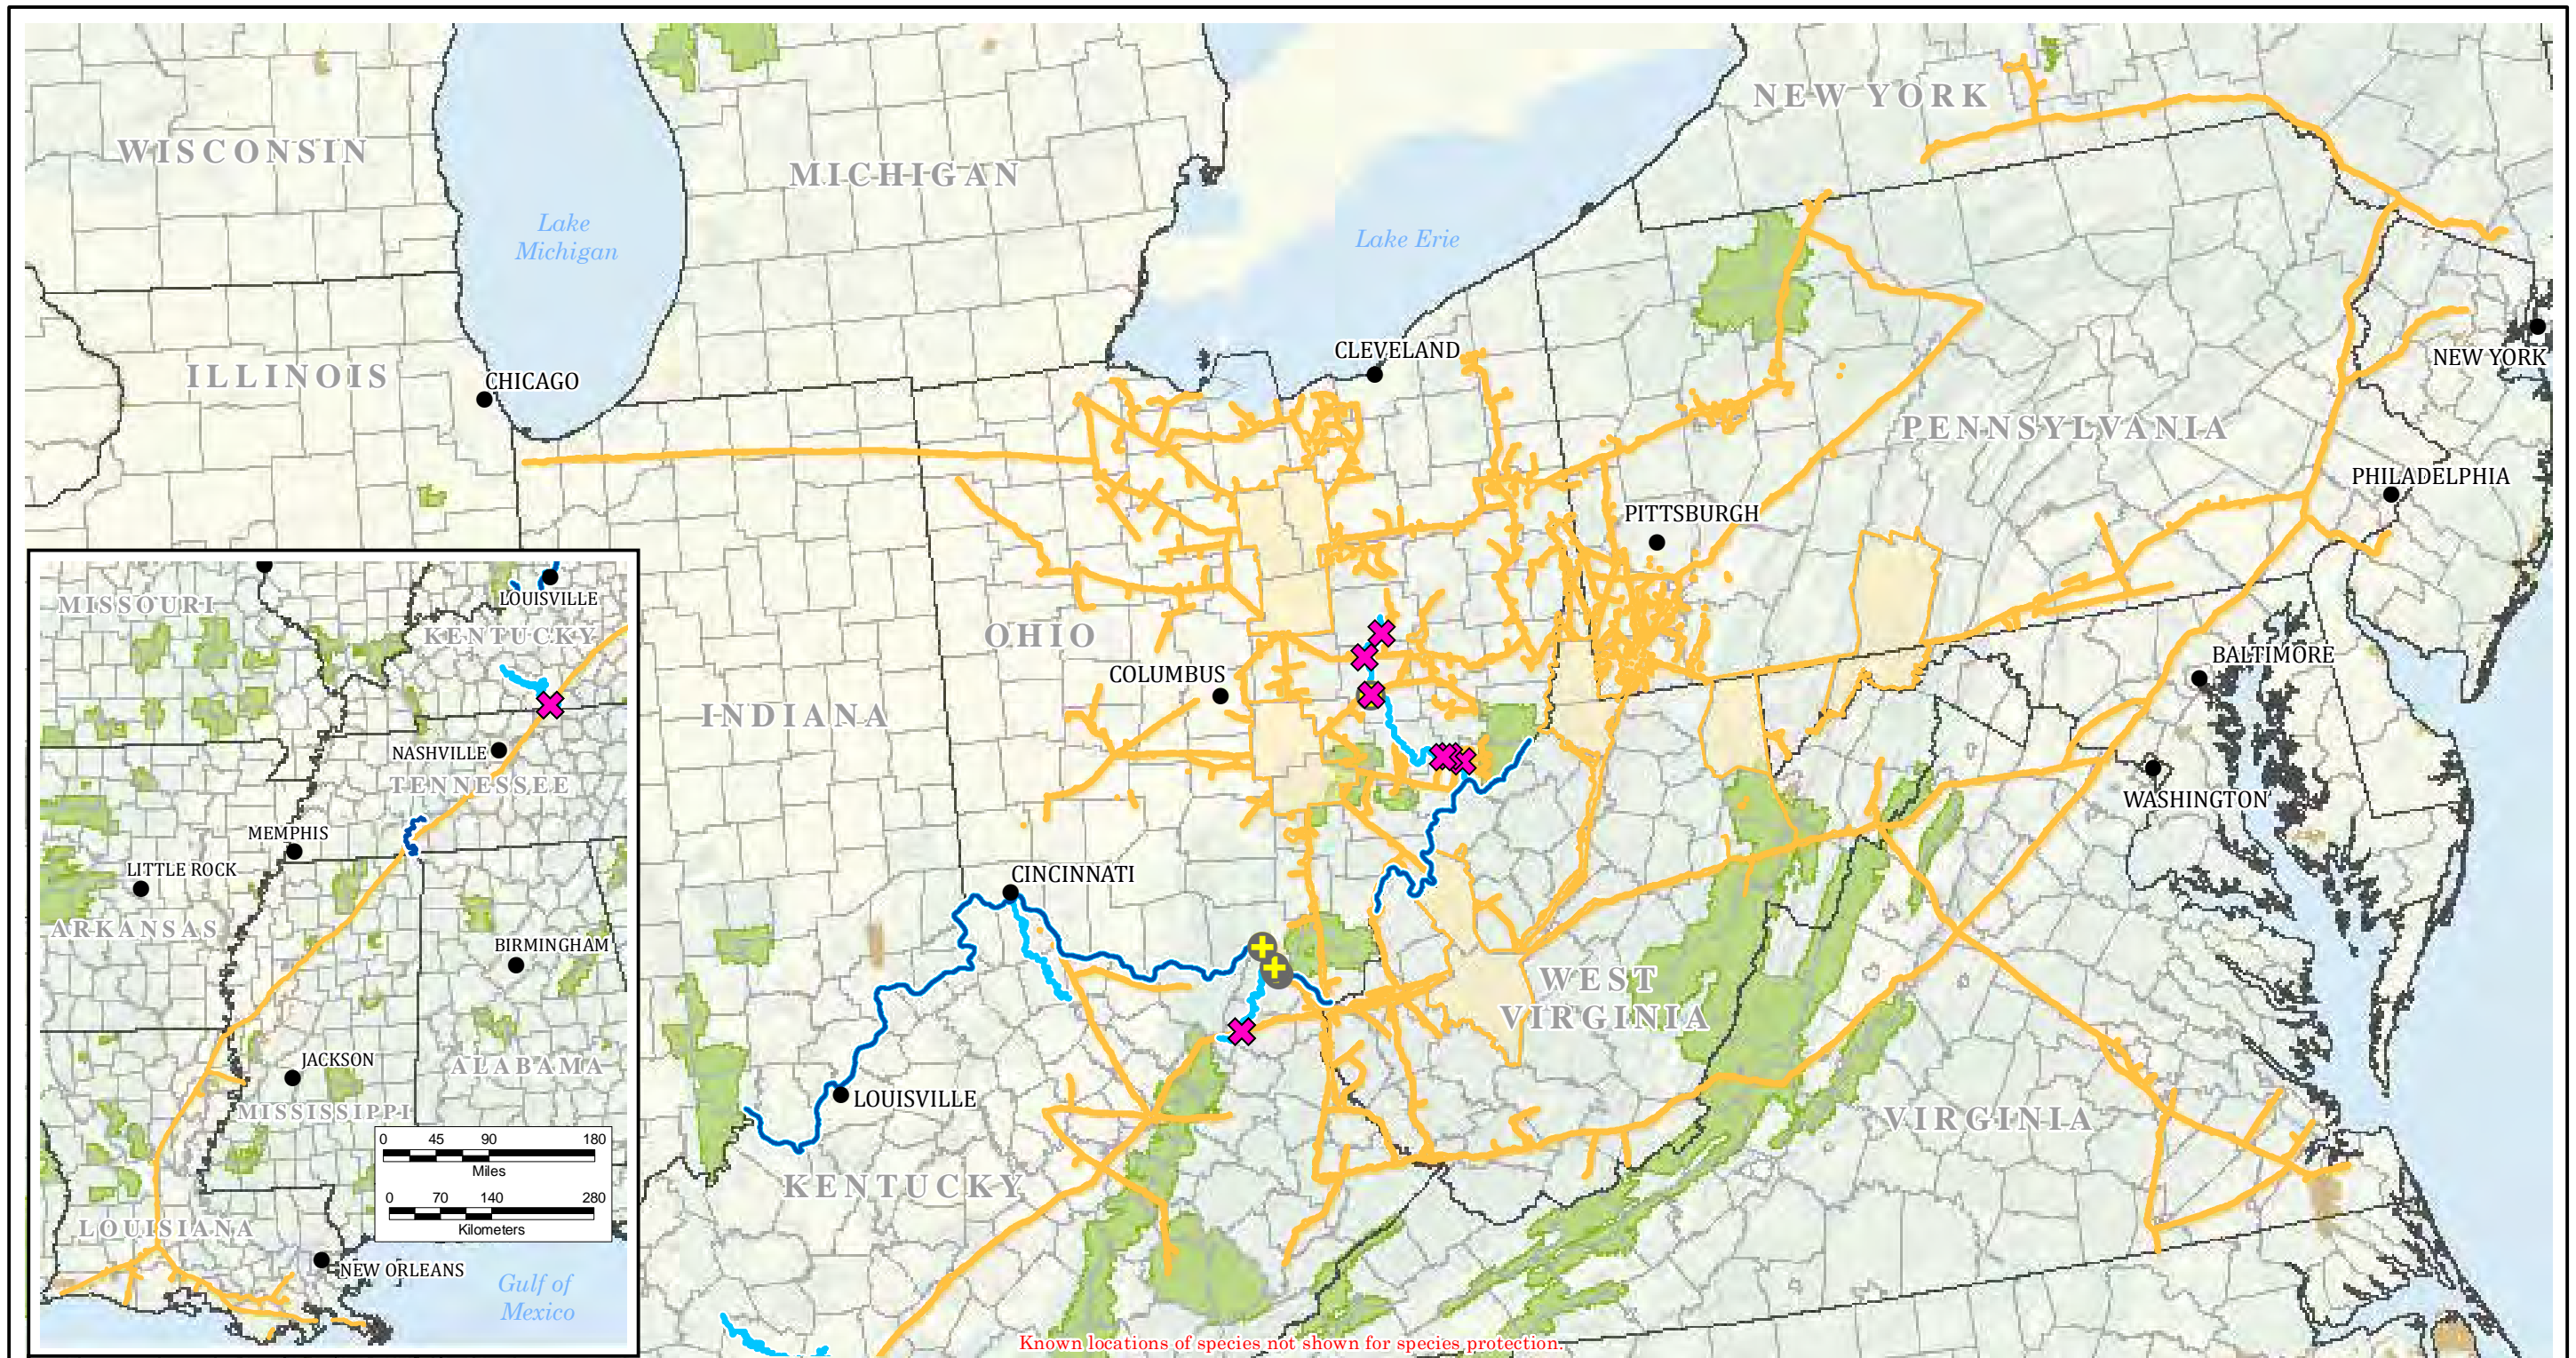 NEW YORK
WISCONSIN
MICHIGAN
Lake
Michigan
Lake Erie
CLEVELAND
NEW YORK
ILLINOIS
CHICAGO
PENNSYLVANIA
PHILADELPHIA
PITTSBURGH
OHIO
COLUMBUS
BALTIMORE
INDIANA
WASHINGTON
CINCINNATI
WEST
VIRGINIA
LOUISVILLE
VIRGINIA
KENTUCKY
Known locations of species not shown for species protection.
MISSOURI
LOUISVILLE
KENTUCKY
NASHVILLE
TENNESSEE
MEMPHIS
LITTLE ROCK
ARKANSAS
BIRMINGHAM
JACKSON
ALABAMA
MISSISSIPPI
0 45 90 180
Miles
0 70 140 280
Kilometers
LOUISIANA
NEW ORLEANS
Gulf of
Mexico